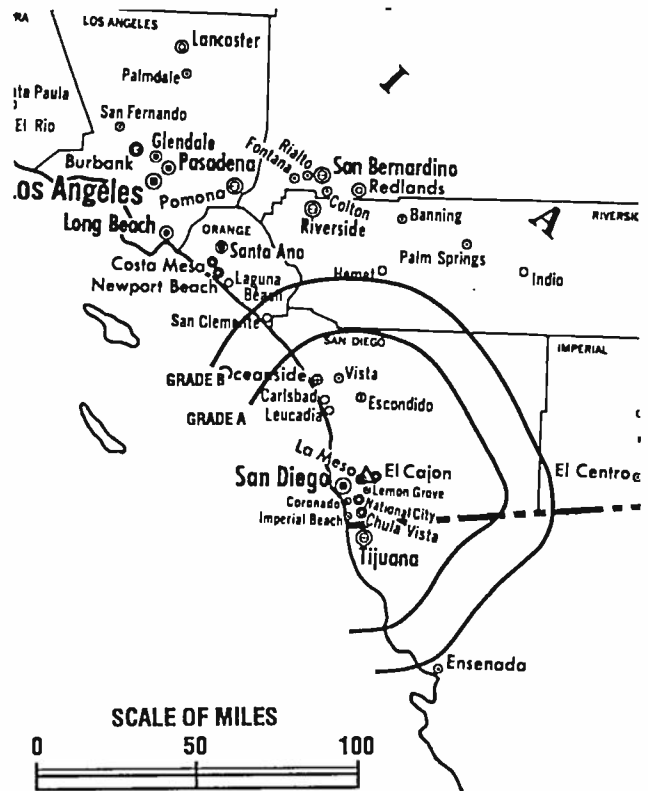 RA
LOS ANGELES
Lancaster
Palmdale
nta Paula
San Fernando
El Rio
Glendale
Burbank
Pasadena
Los Angeles
Pomona
Fontana
Rialto
San Bernardino
Redlands
Colton
Riverside
I
A
Banning
RIVERSID
Palm Springs
Indio
Hemet
Long Beach
ORANGE
Santa Ana
Costa Mesa
Newport Beach
Laguna
Beach
San Clemente
SAN DIEGO
IMPERIAL
GRADE B
Oceanside
Vista
Carlsbad
Escondido
GRADE A
Leucadia
La Mesa
El Cajon
San Diego
Lemon Grove
El Centro
Coronado
National City
Imperial Beach
Chula Vista
Tijuana
Ensenada
SCALE OF MILES
0 50 100